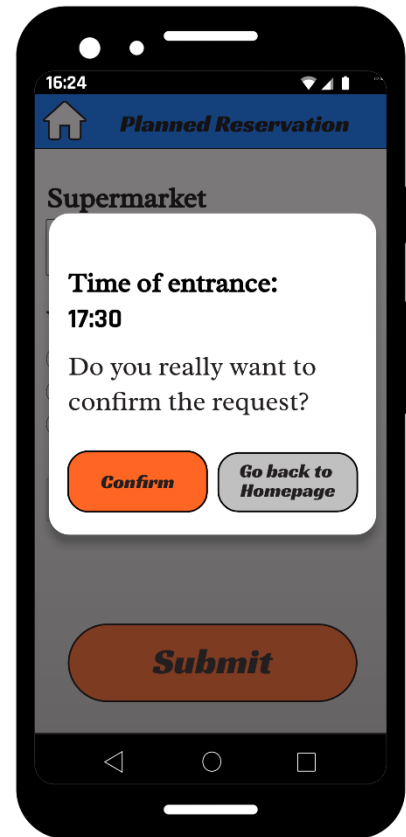 16:24
Planned Reservation
Supermarket
Time of entrance:
17:30
Do you really want to
confirm the request?
Confirm
Go back to
Homepage
Submit